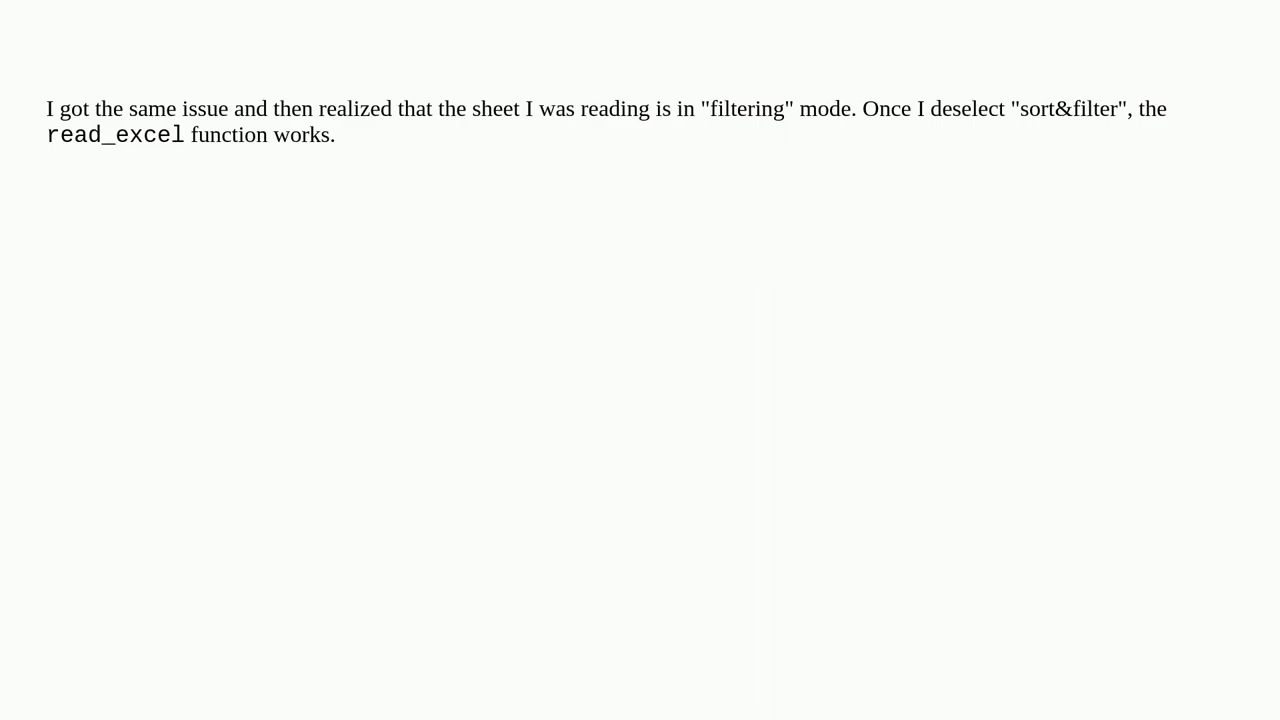 I got the same issue and then realized that the sheet I was reading is in "filtering" mode. Once I deselect "sort&filter", the
read_excel function works.